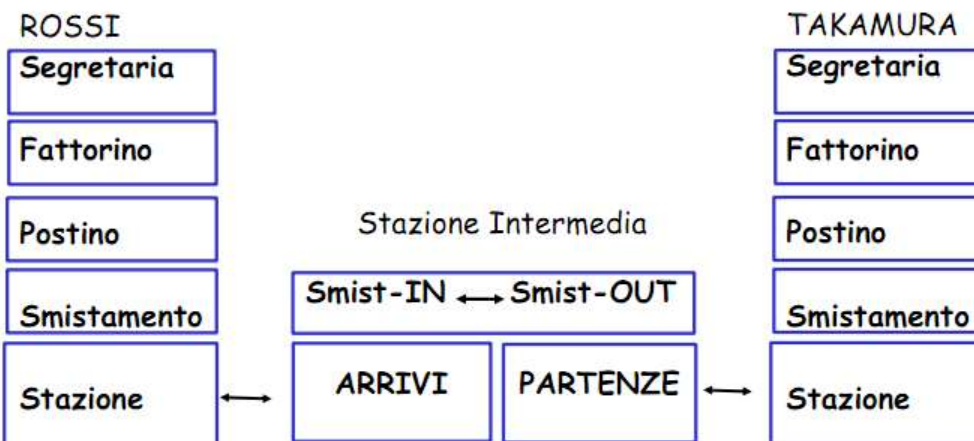 ROSSI
Segretaria
Fattorino
Postino
Smistamento
Stazione
Stazione Intermedia
Smist-IN Smist-OUT
ARRIVI PARTENZE
TAKAMURA
Segretaria
Fattorino
Postino
Smistamento
Stazione